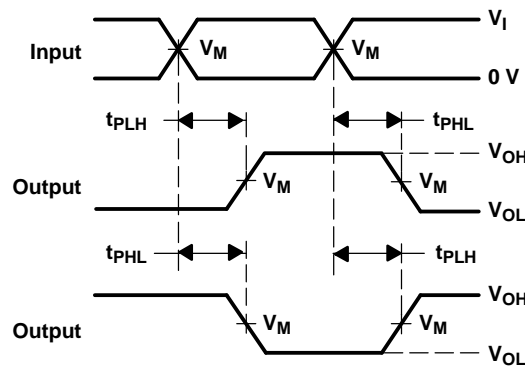 Input
V_I
V_M
V_M
0 V
t_PLH
t_PHL
Output
V_OH
V_M
V_M
V_OL
t_PHL
t_PLH
Output
V_OH
V_M
V_M
V_OL